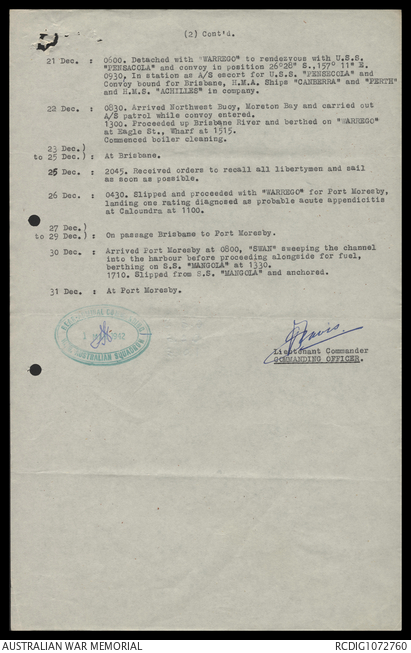 (2) Cont'd.
21 Dec. : 0600. Detached with "WARREGO" to rendezvous with U.S.S.
"PENSACOLA" and convoy in position 26°28" S.,157° 11" E.
0930. In station as A/S escort for U.S.S. "PENSECOLA" and
Convoy bound for Brisbane, H.M.A. Ships "CANBERRA" and "PERTH"
and H.M.S. "ACHILLES" in company.
22 Dec. : 0830. Arrived Northwest Buoy, Moreton Bay and carried out
A/S patrol while convoy entered.
1300. Proceeded up Brisbane River and berthed on "WARREGO"
at Eagle St., Wharf at 1515.
Commenced boiler cleaning.
23 Dec.)
to 25 Dec.) : At Brisbane.
25 Dec. : 2045. Received orders to recall all libertymen and sail
as soon as possible.
26 Dec. : 0430. Slipped and proceeded with "WARREGO" for Port Moresby,
landing one rating diagnosed as probable acute appendicitis
at Caloundra at 1100.
27 Dec.)
to 29 Dec.) : On passage Brisbane to Port Moresby.
30 Dec. : Arrived Port Moresby at 0800, "SWAN" sweeping the channel
into the harbour before proceeding alongside for fuel,
berthing on S.S. "MANGOLA" at 1330.
1710. Slipped from S.S. "MANGOLA" and anchored.
31 Dec. : At Port Moresby.
1942
AUSTRALIAN SQUADRON
Lieutenant Commander
COMMANDING OFFICER.
AUSTRALIAN WAR MEMORIAL
RCDIG1072760